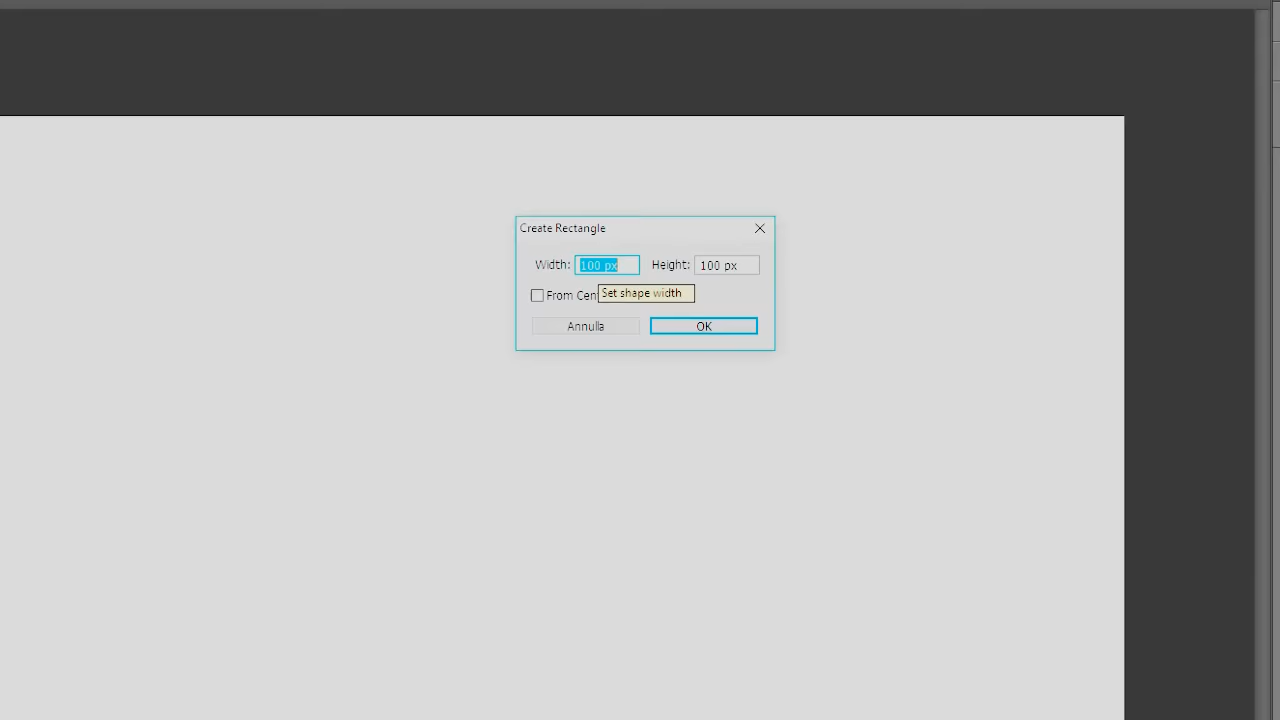 Create Rectangle
Width: 100 px Height: 100 px
From Cen
Set shape width
Annulla OK